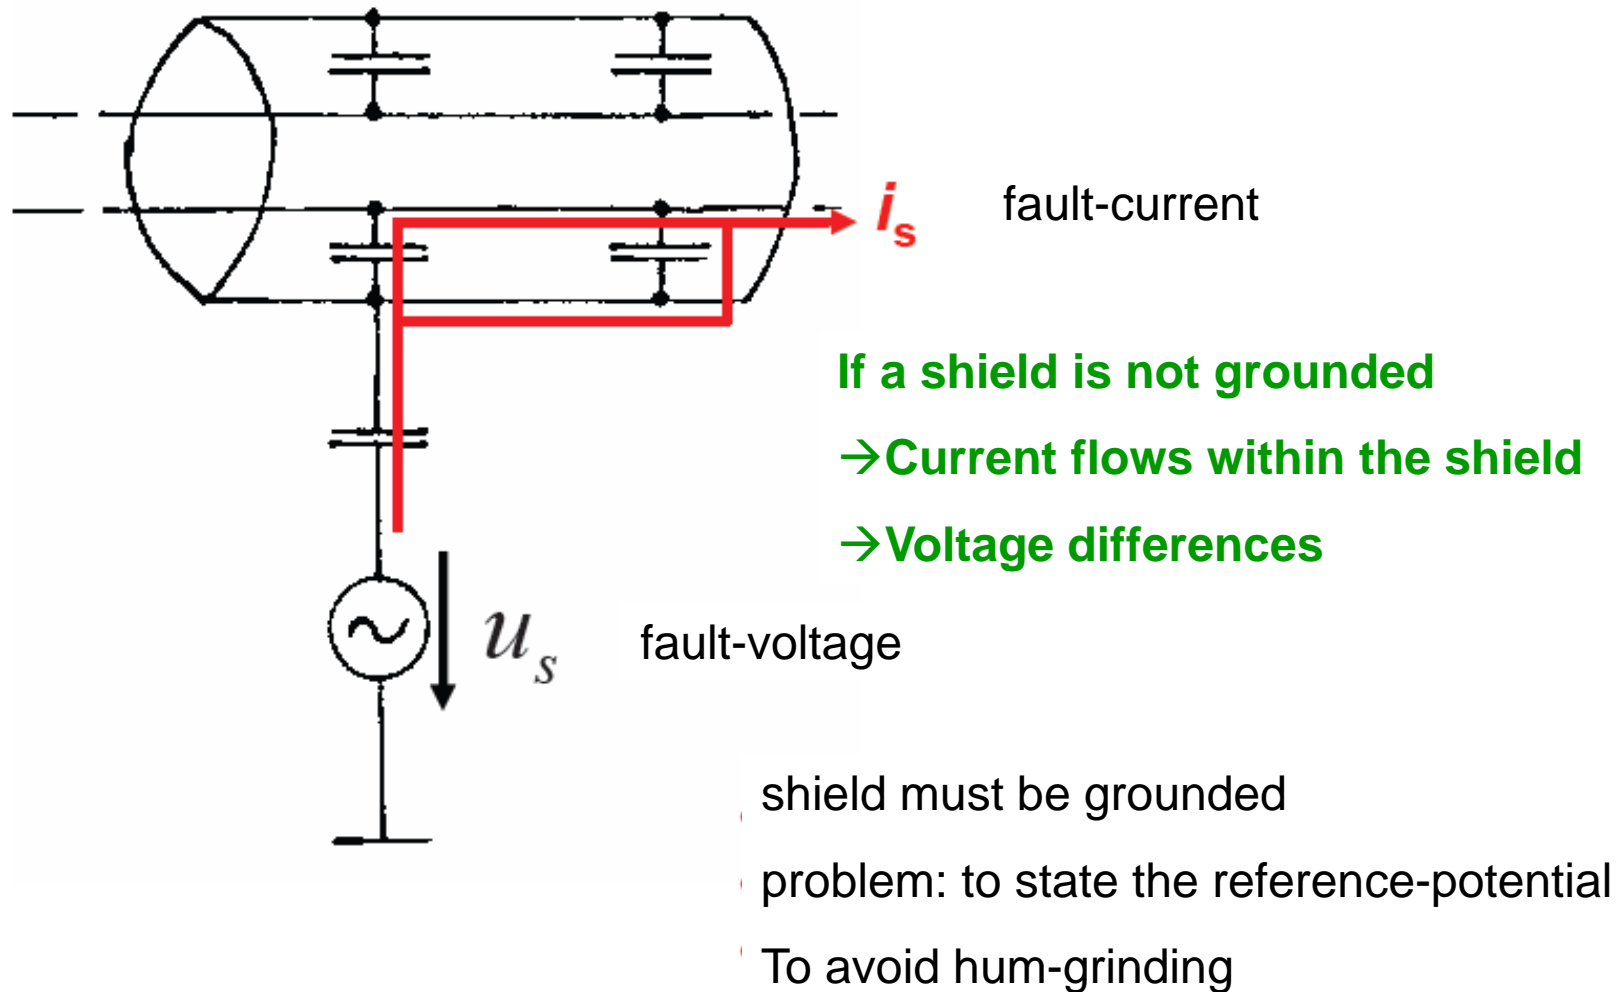 i_s fault-current
If a shield is not grounded
→Current flows within the shield
→Voltage differences
u_s fault-voltage
shield must be grounded
problem: to state the reference-potential
To avoid hum-grinding